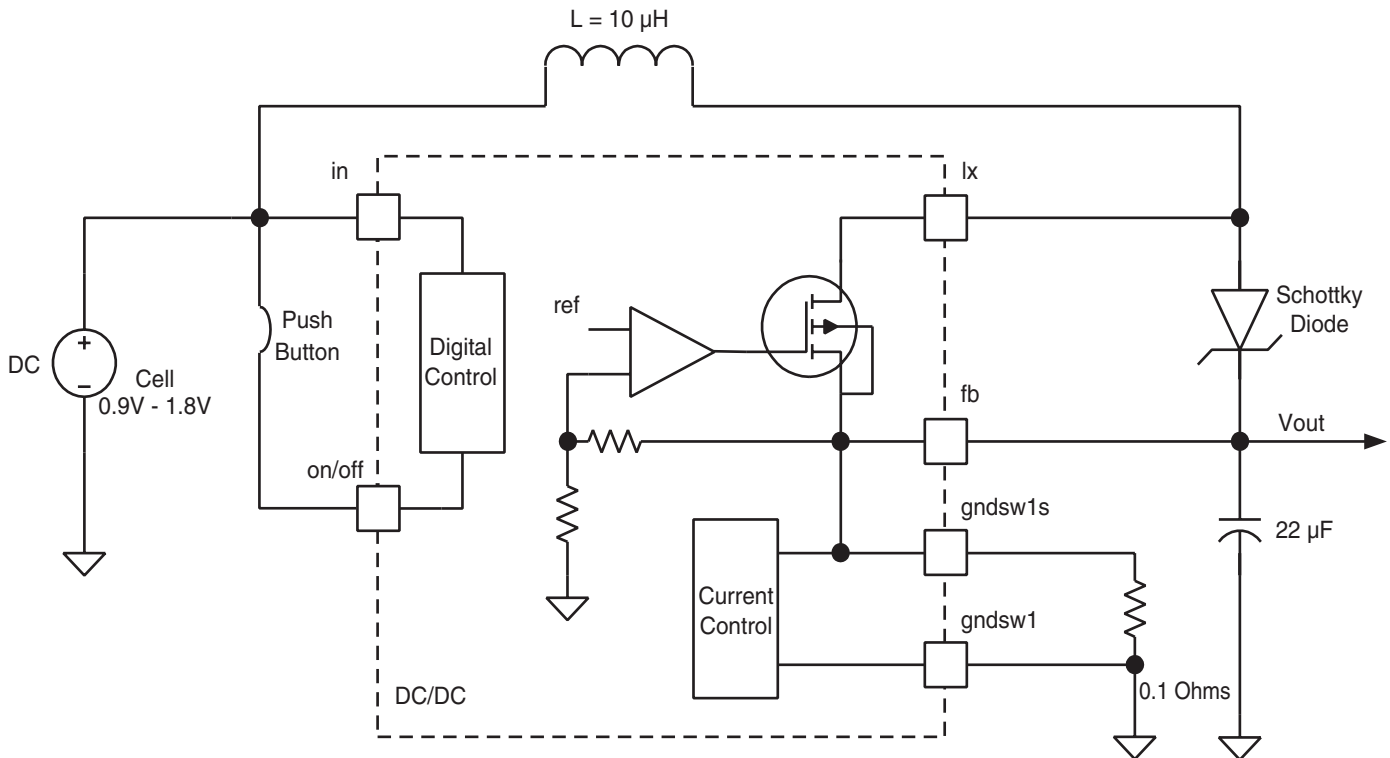 L = 10 µH
in
lx
DC
+
−
Cell
0.9V - 1.8V
Push
Button
Digital
Control
ref
Schottky
Diode
fb
Vout
on/off
gndsw1s
22 µF
Current
Control
gndsw1
DC/DC
0.1 Ohms